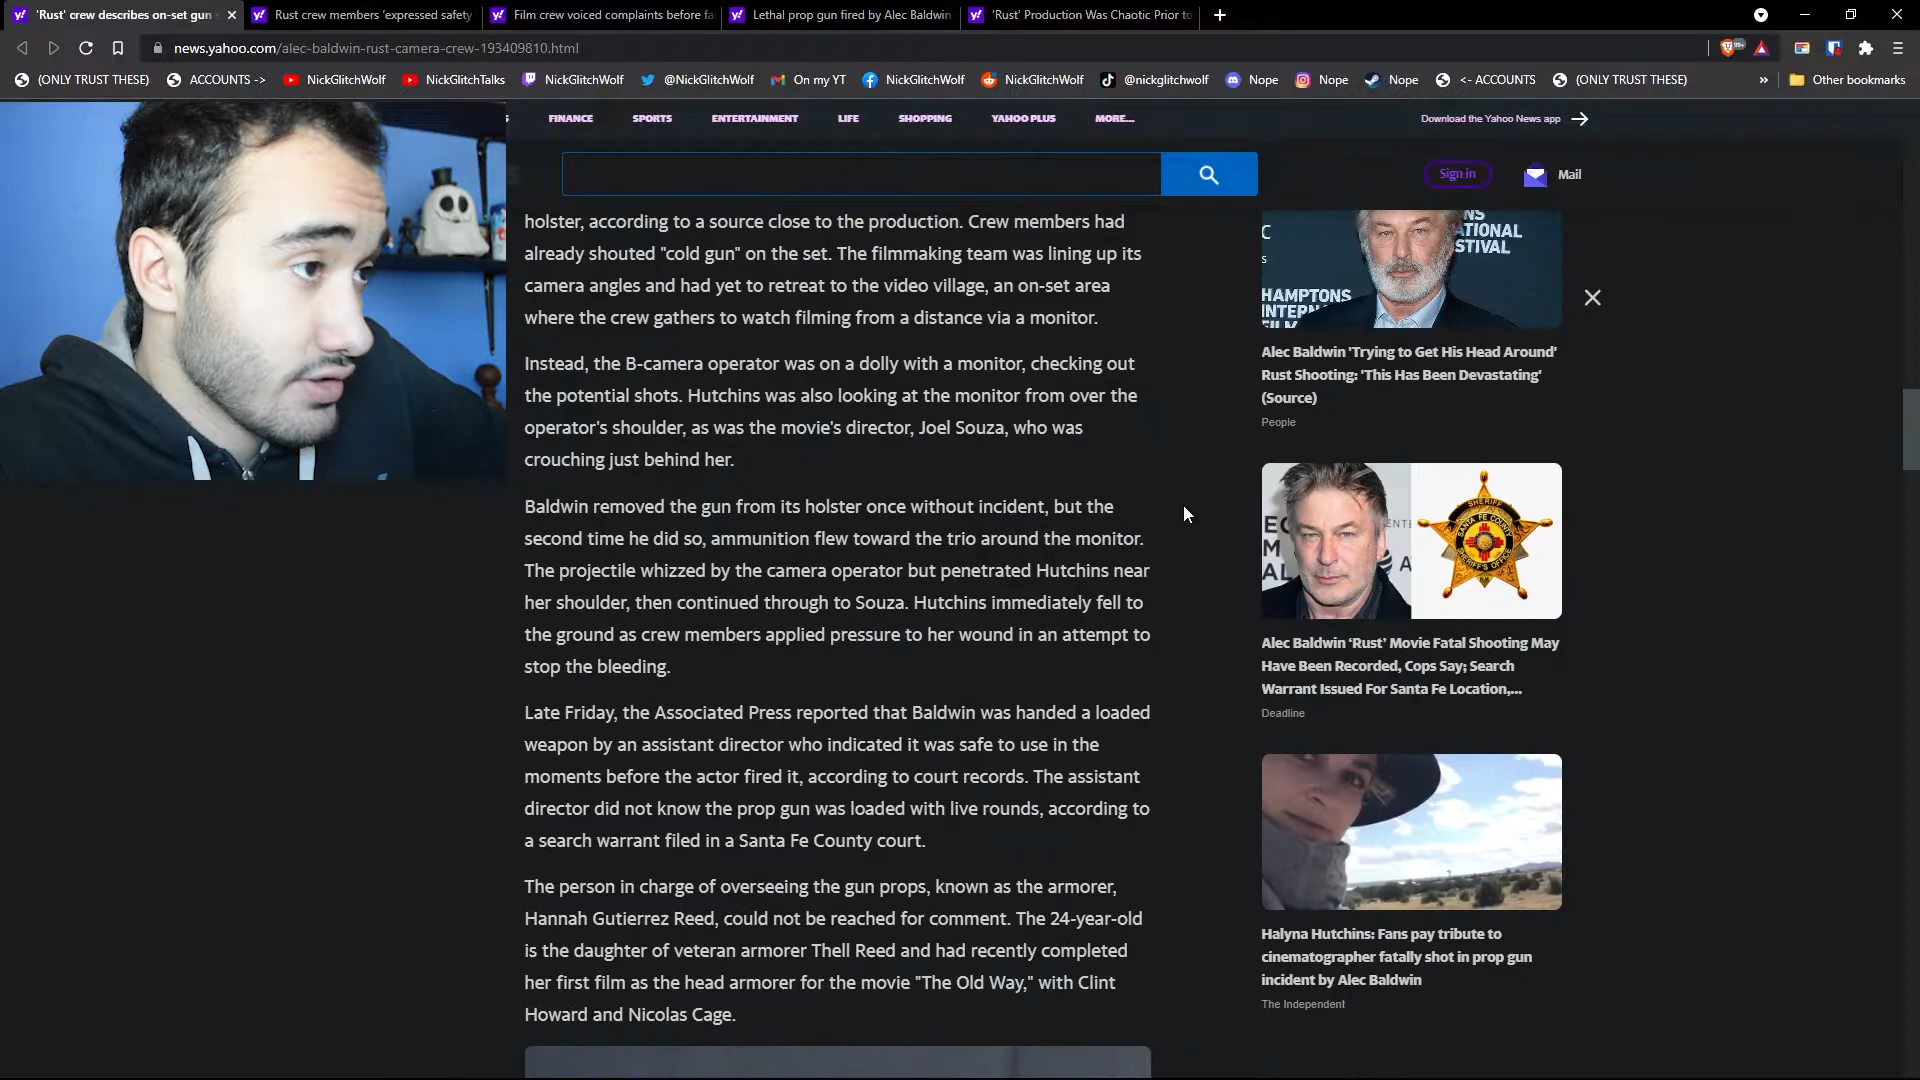 'Rust' crew describes on-set gun s
Rust crew members 'expressed safety
Film crew voiced complaints before fa
Lethal prop gun fired by Alec Baldwin
'Rust' Production Was Chaotic Prior to
news.yahoo.com/alec-baldwin-rust-camera-crew-193409810.html
99+
(ONLY TRUST THESE)
ACCOUNTS ->
NickGlitchWolf
NickGlitchTalks
NickGlitchWolf
@NickGlitchWolf
On my YT
NickGlitchWolf
NickGlitchWolf
@nickglitchwolf
Nope
Nope
Nope
<- ACCOUNTS
(ONLY TRUST THESE)
»
Other bookmarks
FINANCE
SPORTS
ENTERTAINMENT
LIFE
SHOPPING
YAHOO PLUS
MORE...
Download the Yahoo News app
Sign in
Mail
holster, according to a source close to the production. Crew members had
already shouted "cold gun" on the set. The filmmaking team was lining up its
camera angles and had yet to retreat to the video village, an on-set area
where the crew gathers to watch filming from a distance via a monitor.
Instead, the B-camera operator was on a dolly with a monitor, checking out
the potential shots. Hutchins was also looking at the monitor from over the
operator's shoulder, as was the movie's director, Joel Souza, who was
crouching just behind her.
Baldwin removed the gun from its holster once without incident, but the
second time he did so, ammunition flew toward the trio around the monitor.
The projectile whizzed by the camera operator but penetrated Hutchins near
her shoulder, then continued through to Souza. Hutchins immediately fell to
the ground as crew members applied pressure to her wound in an attempt to
stop the bleeding.
Late Friday, the Associated Press reported that Baldwin was handed a loaded
weapon by an assistant director who indicated it was safe to use in the
moments before the actor fired it, according to court records. The assistant
director did not know the prop gun was loaded with live rounds, according to
a search warrant filed in a Santa Fe County court.
The person in charge of overseeing the gun props, known as the armorer,
Hannah Gutierrez Reed, could not be reached for comment. The 24-year-old
is the daughter of veteran armorer Thell Reed and had recently completed
her first film as the head armorer for the movie "The Old Way," with Clint
Howard and Nicolas Cage.
NS
ATIONAL
STIVAL
HAMPTONS
INTERN
FILM
Alec Baldwin 'Trying to Get His Head Around'
Rust Shooting: 'This Has Been Devastating'
(Source)
People
SHERIFF
SANTA FE COUNTY
SHERIFF'S OFFICE
Alec Baldwin 'Rust' Movie Fatal Shooting May
Have Been Recorded, Cops Say; Search
Warrant Issued For Santa Fe Location,...
Deadline
Halyna Hutchins: Fans pay tribute to
cinematographer fatally shot in prop gun
incident by Alec Baldwin
The Independent